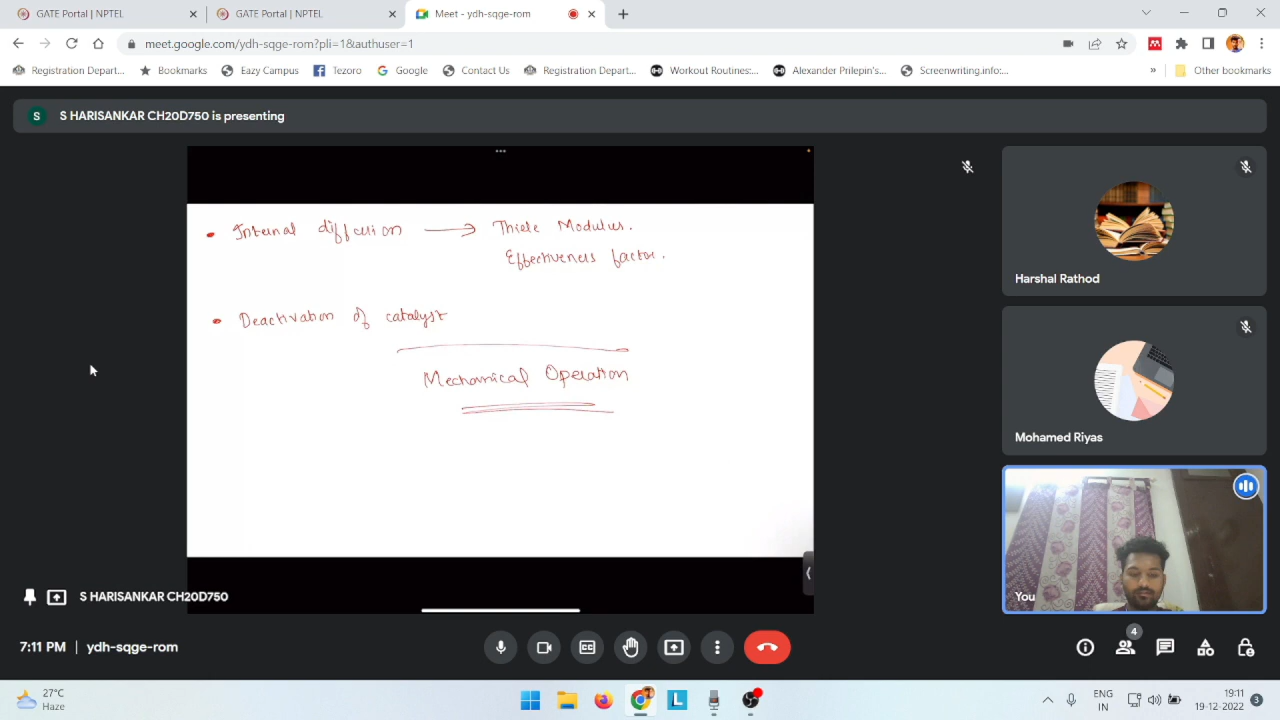 GATE Portal | NPTEL
GATE Portal | NPTEL
Meet - ydh-sqge-rom
meet.google.com/ydh-sqge-rom?pli=1&authuser=1
Registration Depart... Bookmarks Eazy Campus Tezoro Google Contact Us Registration Depart... Workout Routines:... Alexander Prilepin's... Screenwriting.info:... » Other bookmarks
S S HARISANKAR CH20D750 is presenting
• Internal diffusion → Thiele Modulus.
Effectiveness factor.
• Deactivation of catalyst
Mechanical Operation
Harshal Rathod
Mohamed Riyas
You
S HARISANKAR CH20D750
7:11 PM | ydh-sqge-rom
4
27°C
Haze
ENG
IN
19:11
19-12-2022
3